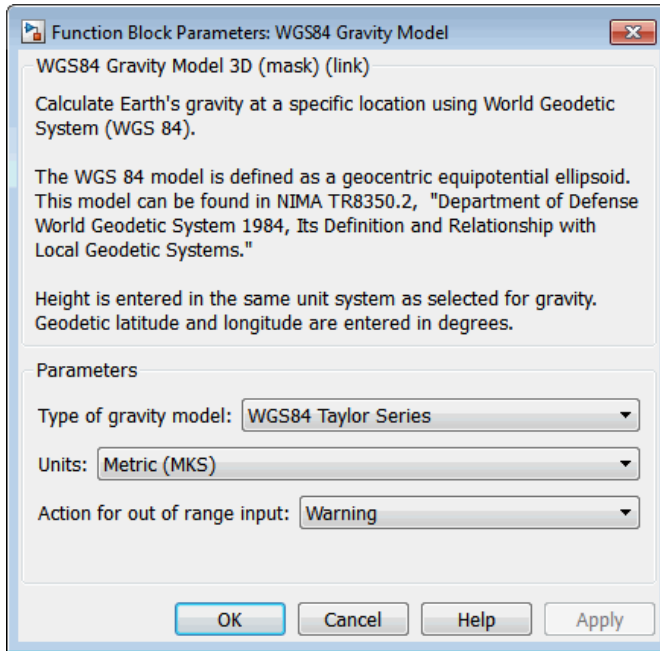 Function Block Parameters: WGS84 Gravity Model
WGS84 Gravity Model 3D (mask) (link)
Calculate Earth's gravity at a specific location using World Geodetic
System (WGS 84).
The WGS 84 model is defined as a geocentric equipotential ellipsoid.
This model can be found in NIMA TR8350.2,  "Department of Defense
World Geodetic System 1984, Its Definition and Relationship with
Local Geodetic Systems."
Height is entered in the same unit system as selected for gravity.
Geodetic latitude and longitude are entered in degrees.
Parameters
Type of gravity model: WGS84 Taylor Series
Units: Metric (MKS)
Action for out of range input: Warning
OK Cancel Help Apply